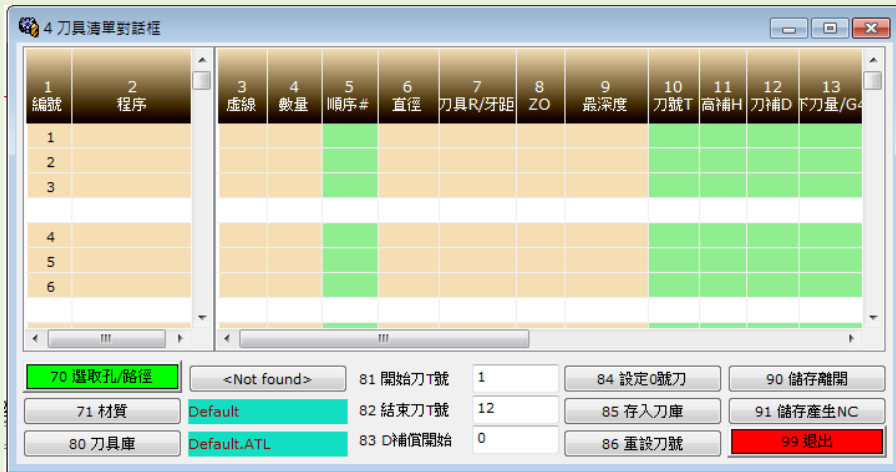 4 刀具清單對話框
1 2 3 4 5 6 7 8 9 10 11 12 13
編號 程序 虛線 數量 順序# 直徑 刀具R/牙距 ZO 最深度 刀號T 高補H 刀補D 下刀量/G4
1
2
3
4
5
6
70 選取孔/路徑 <Not found> 81 開始刀T號 1 84 設定0號刀 90 儲存離開
71 材質 Default 82 結束刀T號 12 85 存入刀庫 91 儲存產生NC
80 刀具庫 Default.ATL 83 D補償開始 0 86 重設刀號 99 退出